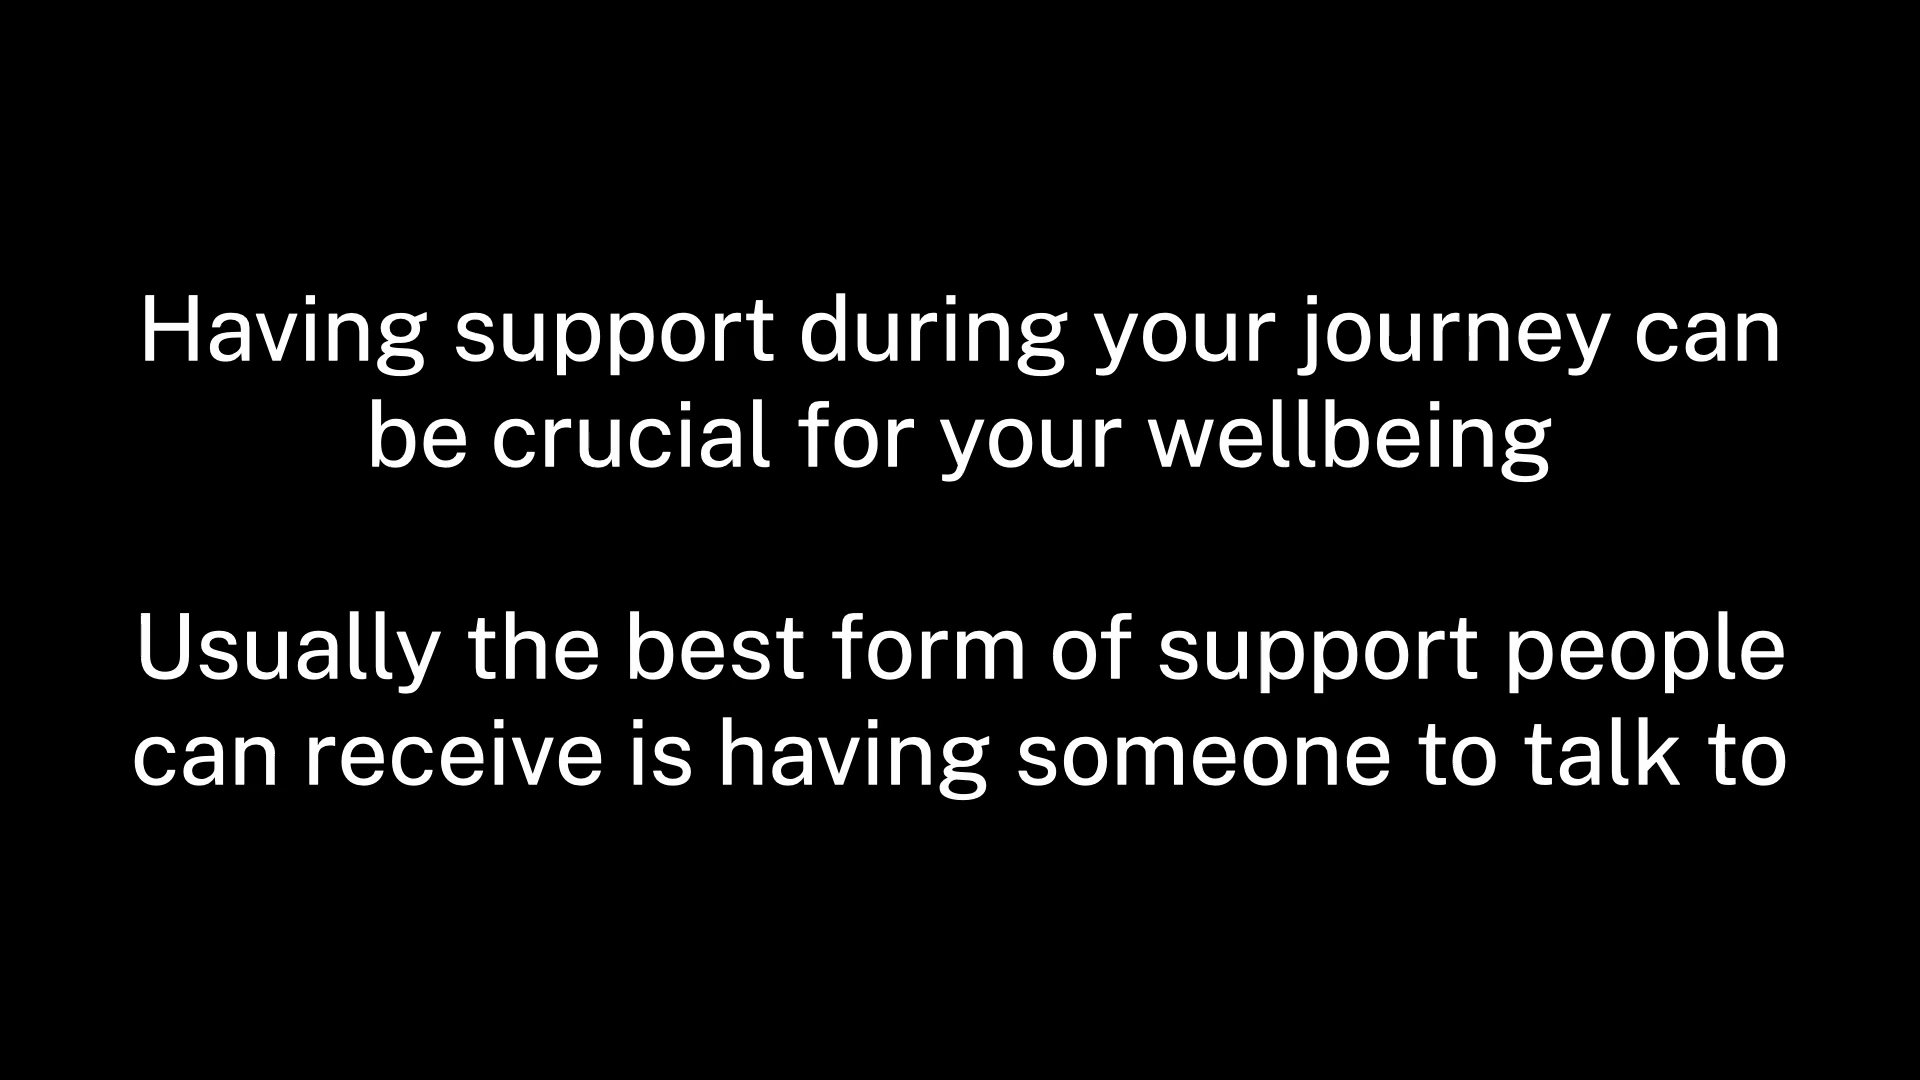 Having support during your journey can
be crucial for your wellbeing
Usually the best form of support people
can receive is having someone to talk to